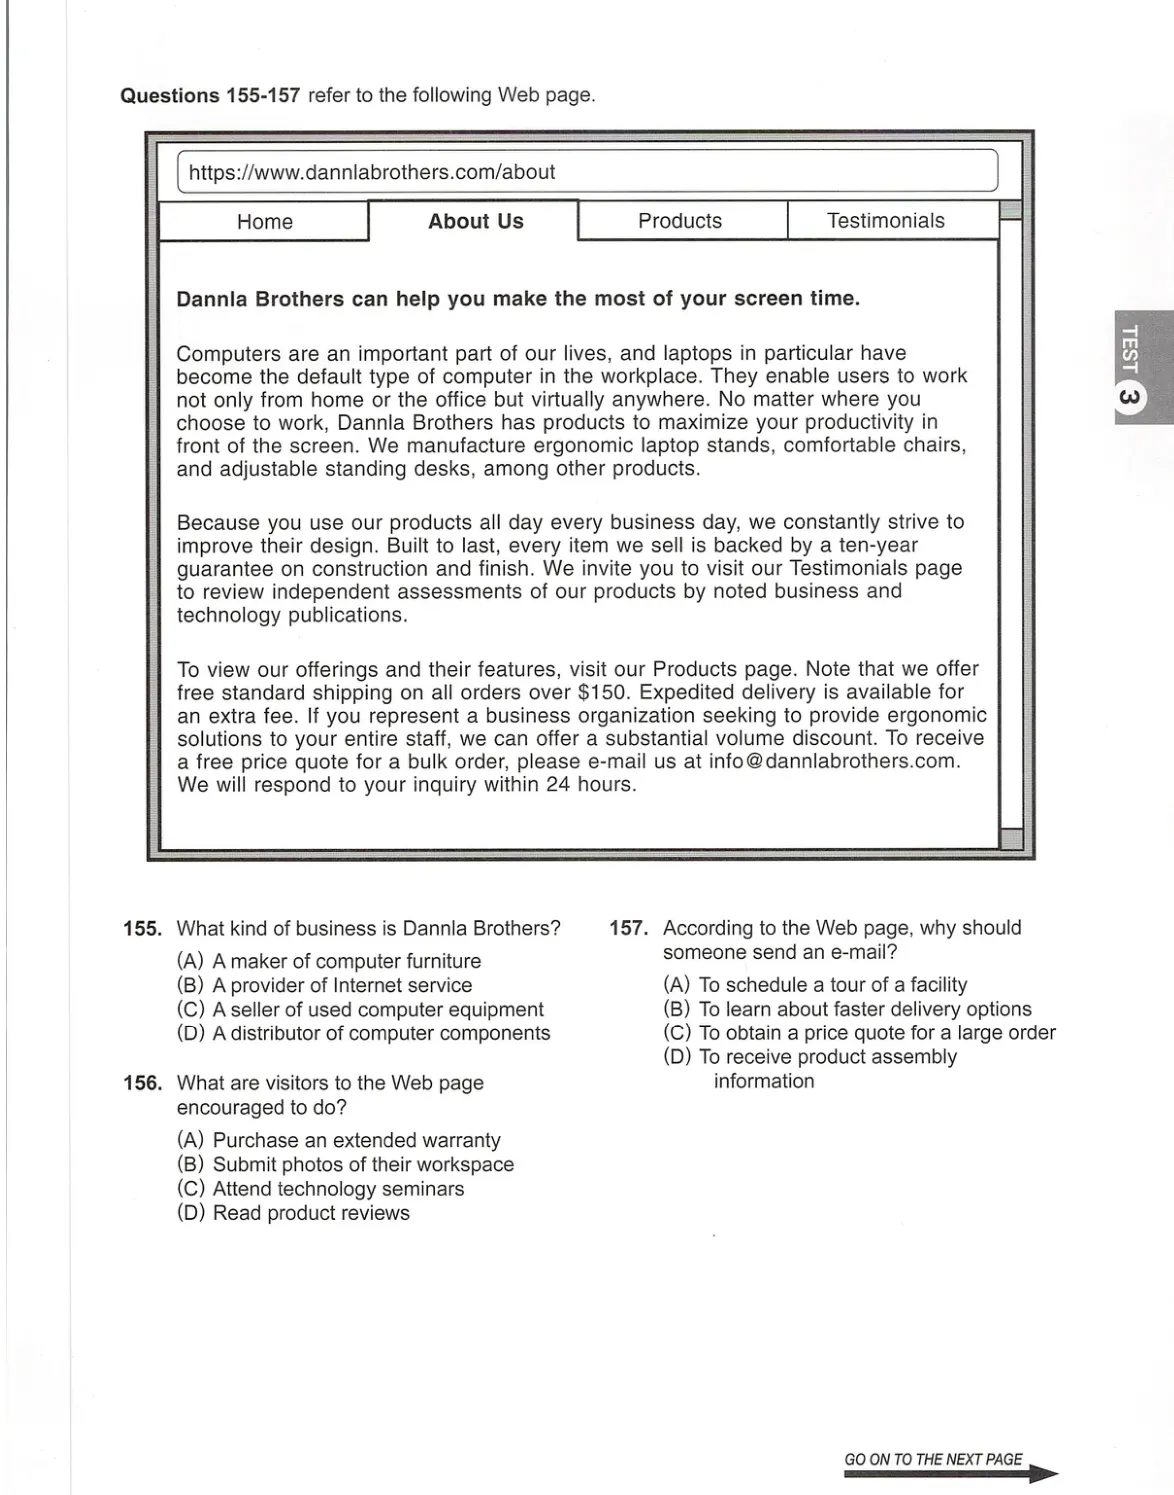 Questions 155-157 refer to the following Web page.
https://www.dannlabrothers.com/about
Home
About Us
Products
Testimonials
Dannla Brothers can help you make the most of your screen time.
Computers are an important part of our lives, and laptops in particular have
become the default type of computer in the workplace. They enable users to work
not only from home or the office but virtually anywhere. No matter where you
choose to work, Dannla Brothers has products to maximize your productivity in
front of the screen. We manufacture ergonomic laptop stands, comfortable chairs,
and adjustable standing desks, among other products.
Because you use our products all day every business day, we constantly strive to
improve their design. Built to last, every item we sell is backed by a ten-year
guarantee on construction and finish. We invite you to visit our Testimonials page
to review independent assessments of our products by noted business and
technology publications.
To view our offerings and their features, visit our Products page. Note that we offer
free standard shipping on all orders over $150. Expedited delivery is available for
an extra fee. If you represent a business organization seeking to provide ergonomic
solutions to your entire staff, we can offer a substantial volume discount. To receive
a free price quote for a bulk order, please e-mail us at info@dannlabrothers.com.
We will respond to your inquiry within 24 hours.
TEST 3
155. What kind of business is Dannla Brothers?
(A) A maker of computer furniture
(B) A provider of Internet service
(C) A seller of used computer equipment
(D) A distributor of computer components
156. What are visitors to the Web page
encouraged to do?
(A) Purchase an extended warranty
(B) Submit photos of their workspace
(C) Attend technology seminars
(D) Read product reviews
157. According to the Web page, why should
someone send an e-mail?
(A) To schedule a tour of a facility
(B) To learn about faster delivery options
(C) To obtain a price quote for a large order
(D) To receive product assembly
information
GO ON TO THE NEXT PAGE